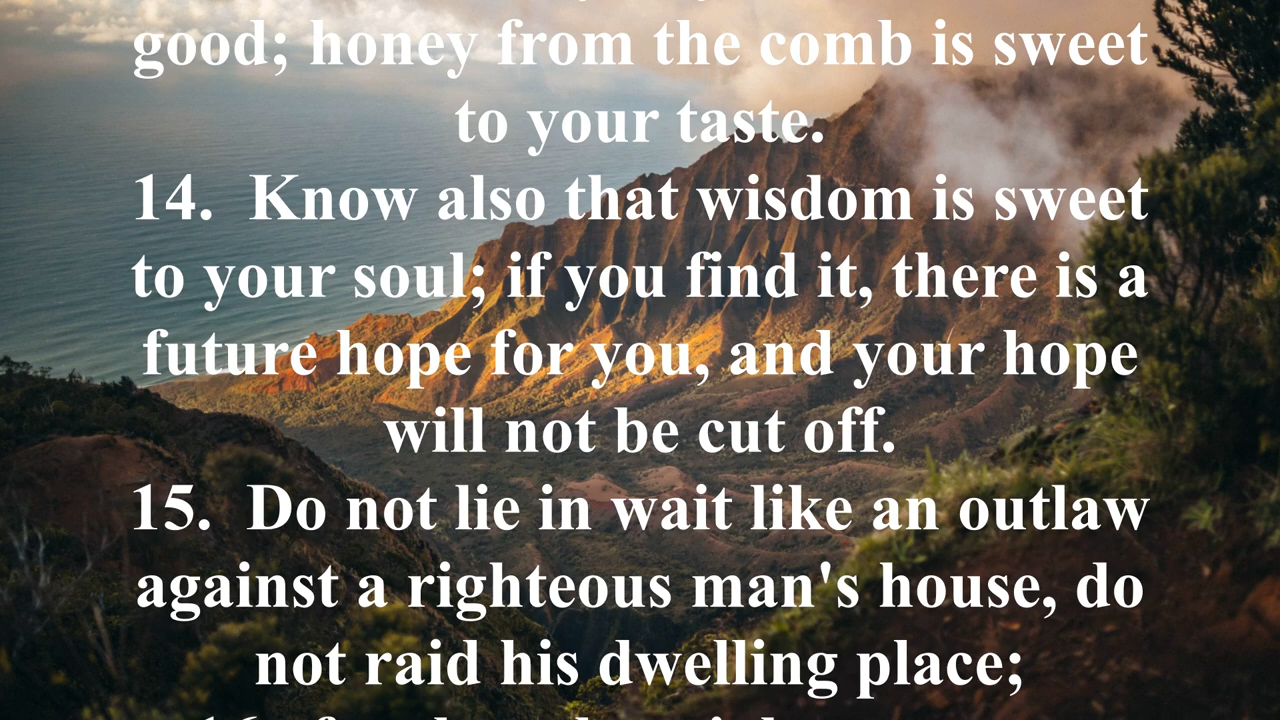 good; honey from the comb is sweet
to your taste.
14.  Know also that wisdom is sweet
to your soul; if you find it, there is a
future hope for you, and your hope
will not be cut off.
15.  Do not lie in wait like an outlaw
against a righteous man's house, do
not raid his dwelling place;